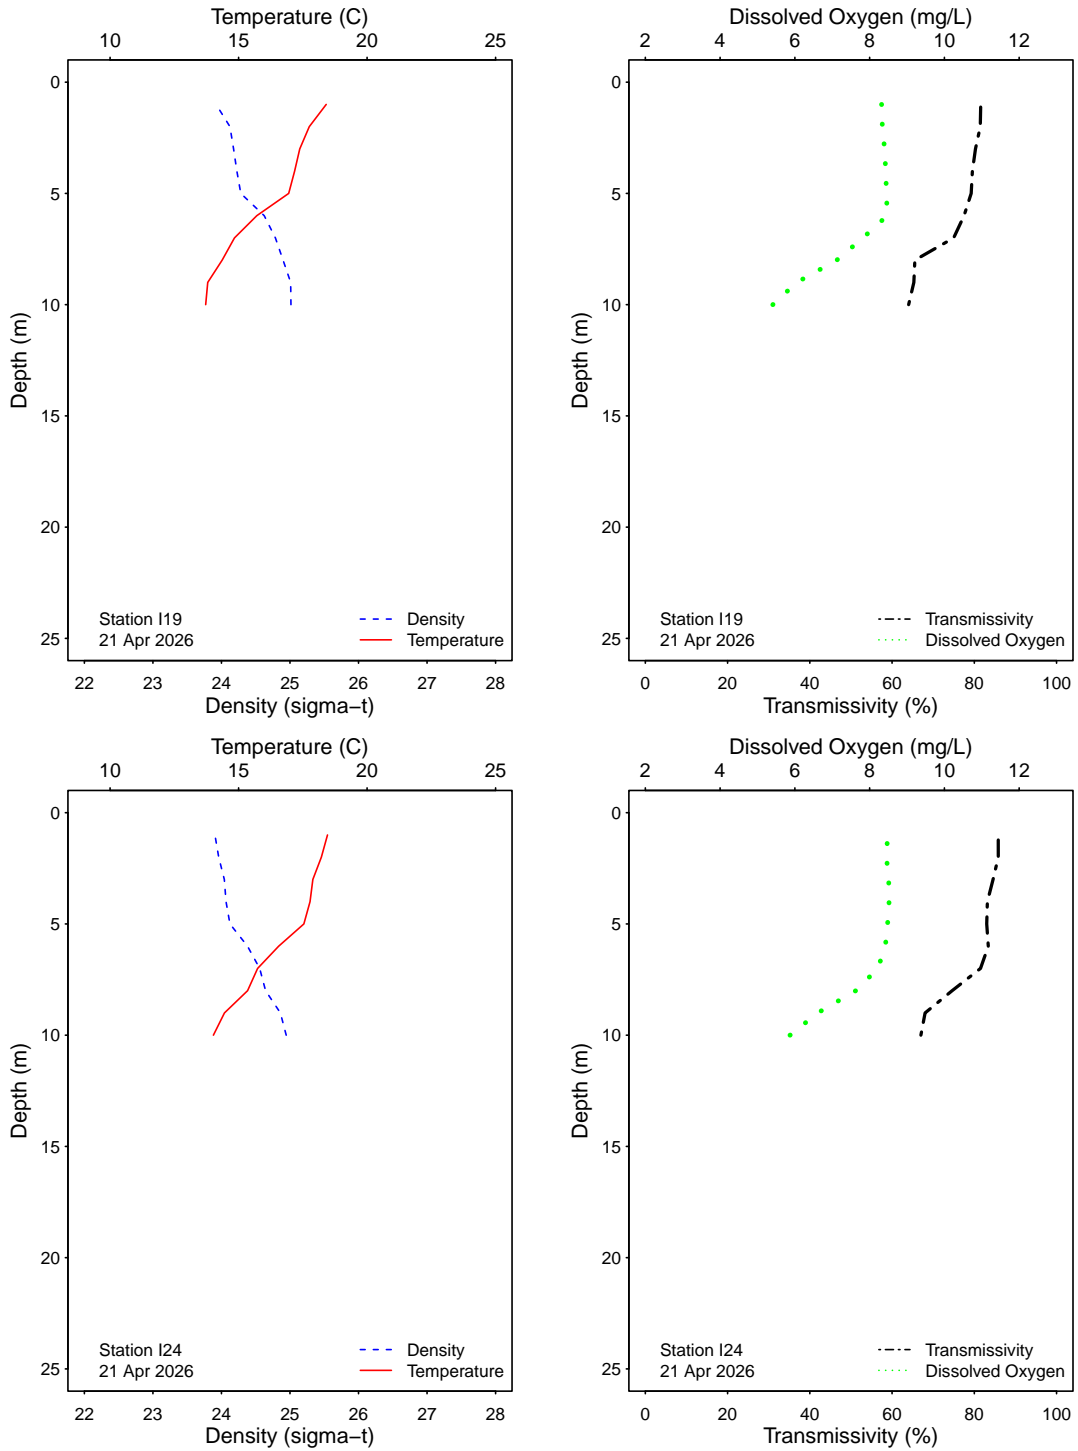 Temperature (C)
10 15 20 25
0
5
10
15
20
25
Depth (m)
Station I19
21 Apr 2026
Density
Temperature
22 23 24 25 26 27 28
Density (sigma−t)
Dissolved Oxygen (mg/L)
2 4 6 8 10 12
0
5
10
15
20
25
Depth (m)
Station I19
21 Apr 2026
Transmissivity
Dissolved Oxygen
0 20 40 60 80 100
Transmissivity (%)
Temperature (C)
10 15 20 25
0
5
10
15
20
25
Depth (m)
Station I24
21 Apr 2026
Density
Temperature
22 23 24 25 26 27 28
Density (sigma−t)
Dissolved Oxygen (mg/L)
2 4 6 8 10 12
0
5
10
15
20
25
Depth (m)
Station I24
21 Apr 2026
Transmissivity
Dissolved Oxygen
0 20 40 60 80 100
Transmissivity (%)